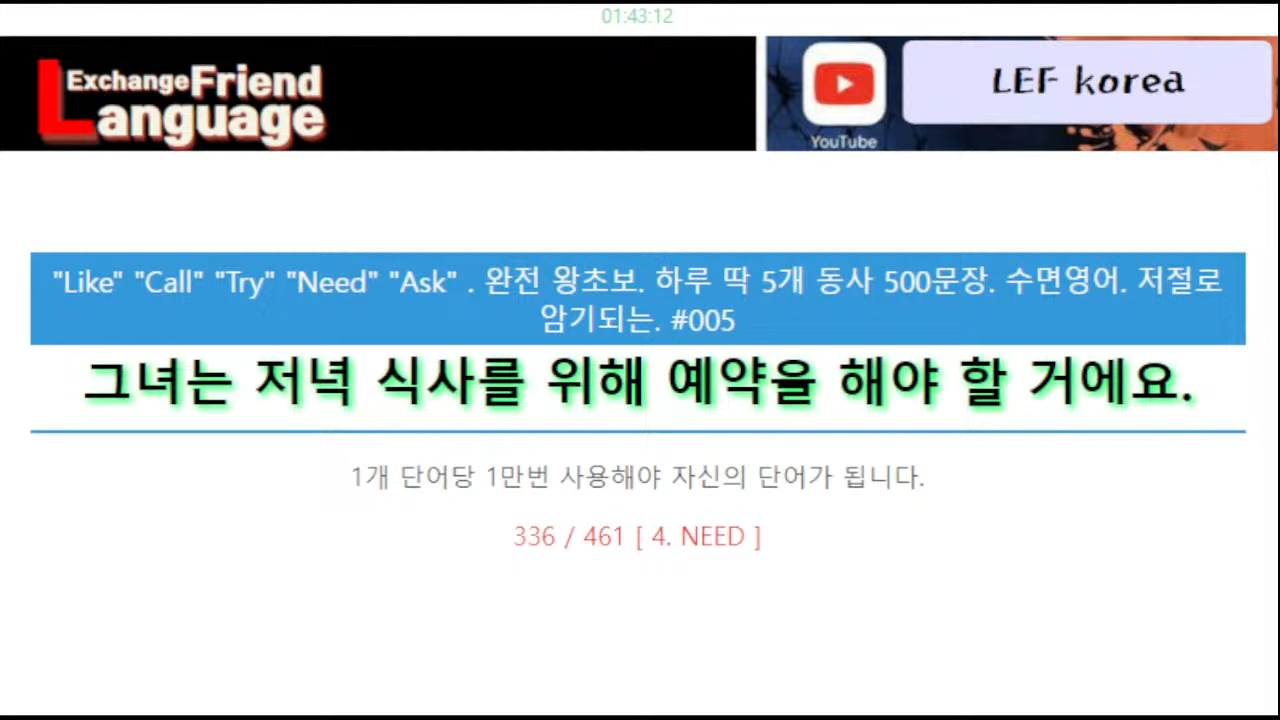 01:43:12
Exchange Friend
Language
LEF korea
YouTube
"Like" "Call" "Try" "Need" "Ask" . 완전 왕초보. 하루 딱 5개 동사 500문장. 수면영어. 저절로
암기되는. #005
그녀는 저녁 식사를 위해 예약을 해야 할 거에요.
1개 단어당 1만번 사용해야 자신의 단어가 됩니다.
336 / 461 [ 4. NEED ]